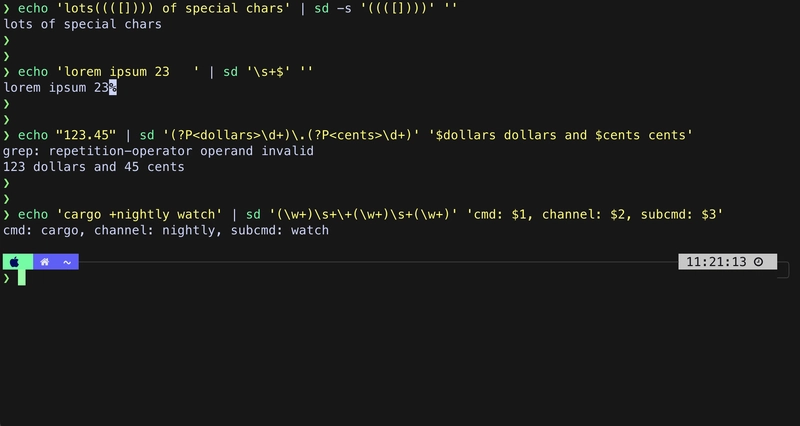 ❯ echo 'lots((([]))) of special chars' | sd -s '((([])))' ''
lots of special chars
❯
❯
❯ echo 'lorem ipsum 23   ' | sd '\s+$' ''
lorem ipsum 23%
❯
❯
❯ echo "123.45" | sd '(?P<dollars>\d+)\.(?P<cents>\d+)' '$dollars dollars and $cents cents'
grep: repetition-operator operand invalid
123 dollars and 45 cents
❯
❯
❯ echo 'cargo +nightly watch' | sd '(\w+)\s+\+(\w+)\s+(\w+)' 'cmd: $1, channel: $2, subcmd: $3'
cmd: cargo, channel: nightly, subcmd: watch
~ 11:21:13
❯